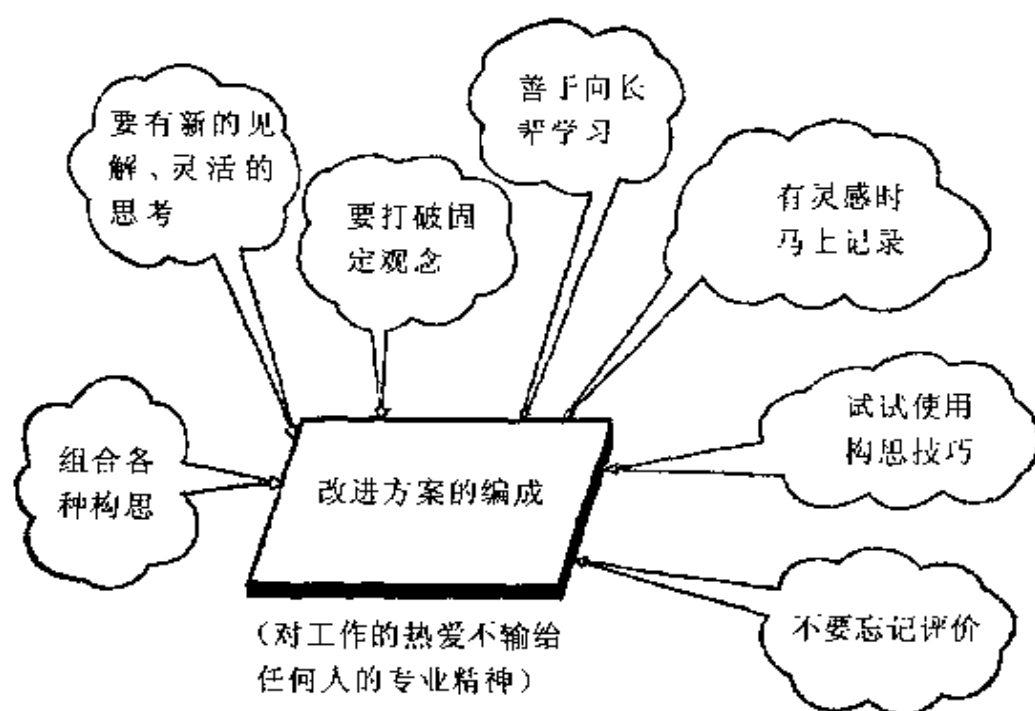 善于向长
辈学习
要有新的见
解、灵活的
思考
要打破固
定观念
有灵感时
马上记录
试试使用
构思技巧
组合各
种构思
改进方案的编成
不要忘记评价
(对工作的热爱不输给
任何人的专业精神)